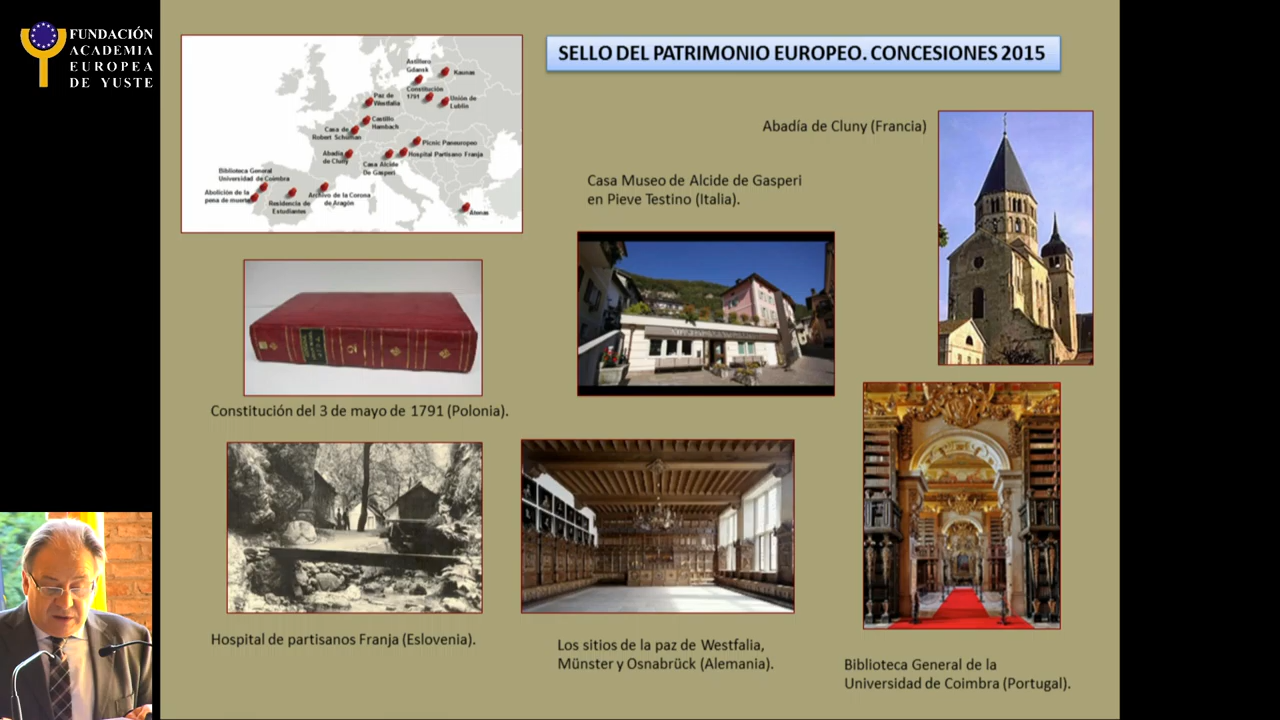 FUNDACIÓN
ACADEMIA
EUROPEA
DE YUSTE
SELLO DEL PATRIMONIO EUROPEO. CONCESIONES 2015
Astillero
Gdansk
Kaunas
Constitución
1791
Unión de
Lublin
Paz de
Westfalia
Castillo
Hambach
Casa de
Robert Schuman
Picnic Paneuropeo
Abadía
de Cluny
Hospital Partisano Franja
Casa Alcide
De Gasperi
Biblioteca General
Universidad de Coimbra
Abolición de la
pena de muerte
Residencia de
Estudiantes
Archivo de la Corona
de Aragón
Atenas
Abadía de Cluny (Francia)
Casa Museo de Alcide de Gasperi
en Pieve Testino (Italia).
Constitución del 3 de mayo de 1791 (Polonia).
Hospital de partisanos Franja (Eslovenia).
Los sitios de la paz de Westfalia,
Münster y Osnabrück (Alemania).
Biblioteca General de la
Universidad de Coimbra (Portugal).